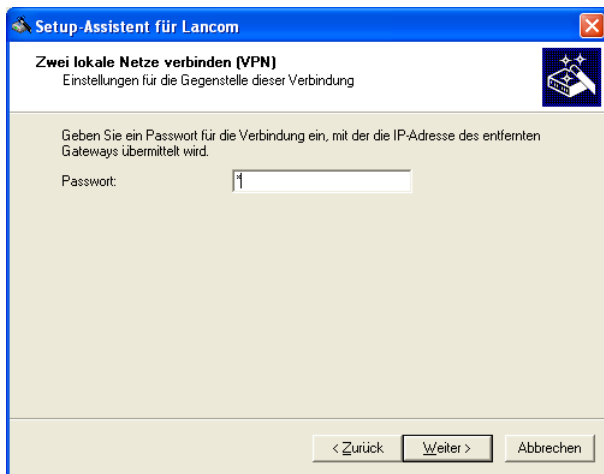 Setup-Assistent für Lancom
Zwei lokale Netze verbinden (VPN)
Einstellungen für die Gegenstelle dieser Verbindung
Geben Sie ein Passwort für die Verbindung ein, mit der die IP-Adresse des entfernten
Gateways übermittelt wird.
Passwort: *
< Zurück Weiter > Abbrechen